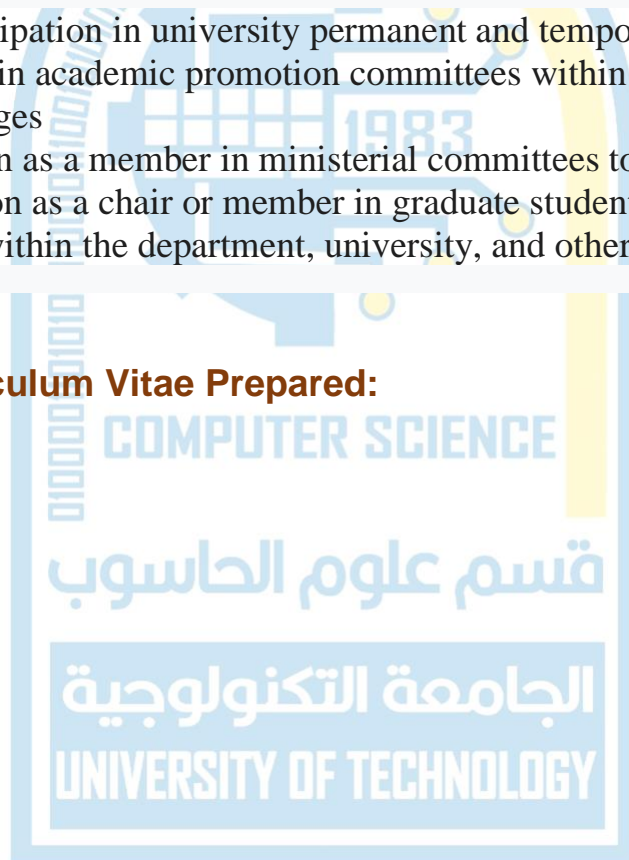 ipation in university permanent and tempo
in academic promotion committees within
ges
1983
n as a member in ministerial committees to
on as a chair or member in graduate student
within the department, university, and other
culum Vitae Prepared:
COMPUTER SCIENCE
قسم علوم الحاسوب
الجامعة التكنولوجية
UNIVERSITY OF TECHNOLOGY